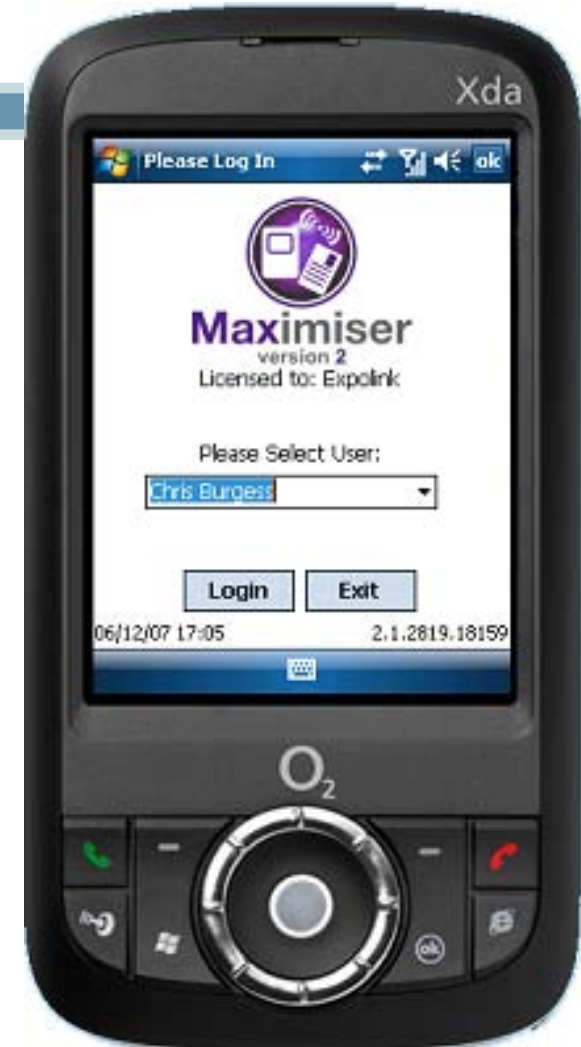 Xda
Please Log In ok
Maximiser
version 2
Licensed to: Expolink
Please Select User:
Chris Burgess
Login Exit
06/12/07 17:05 2.1.2819.18159
O2
ok